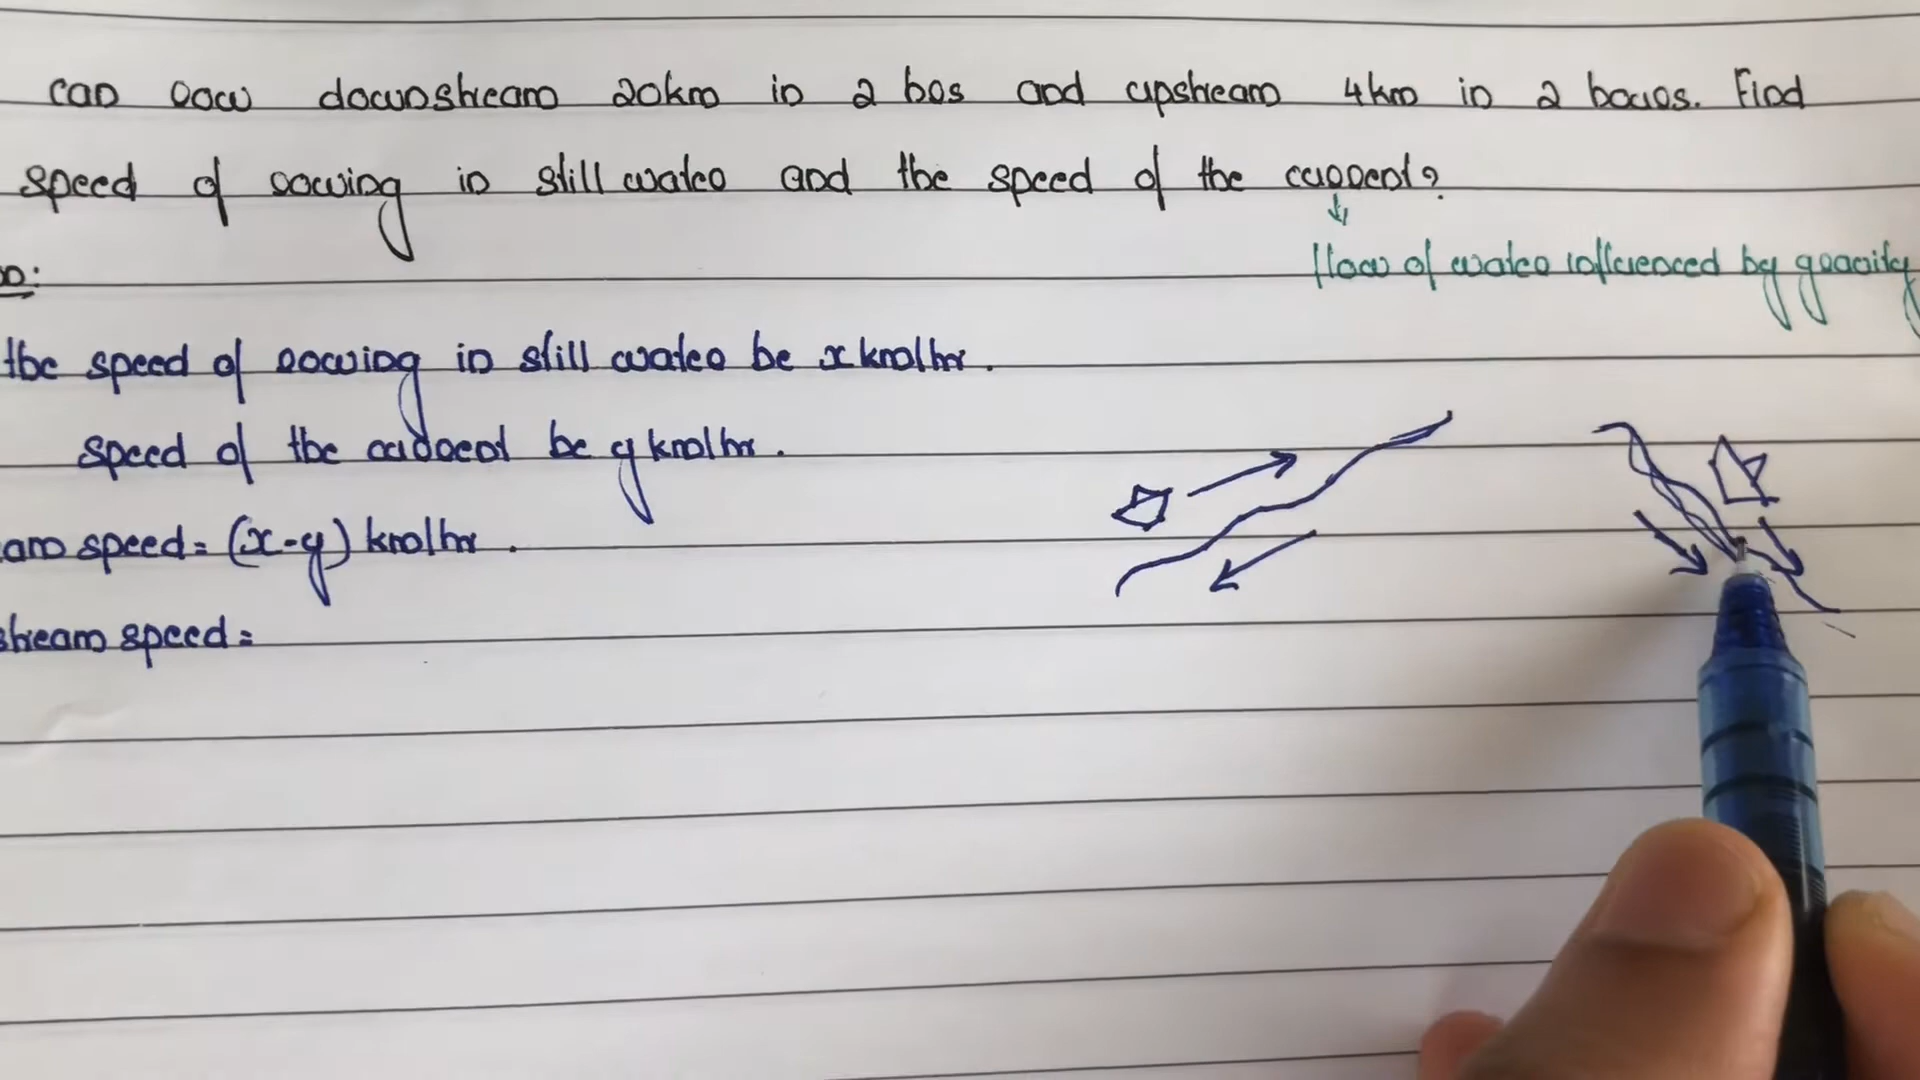 can row downstream 20km in 2 hrs and upstream 4km in 2 hours. Find
speed of rowing in still water and the speed of the current?
flow of water influenced by gravity
the speed of rowing in still water be x km/hr.
speed of the current be y km/hr.
speed = (x-y) km/hr.
stream speed =